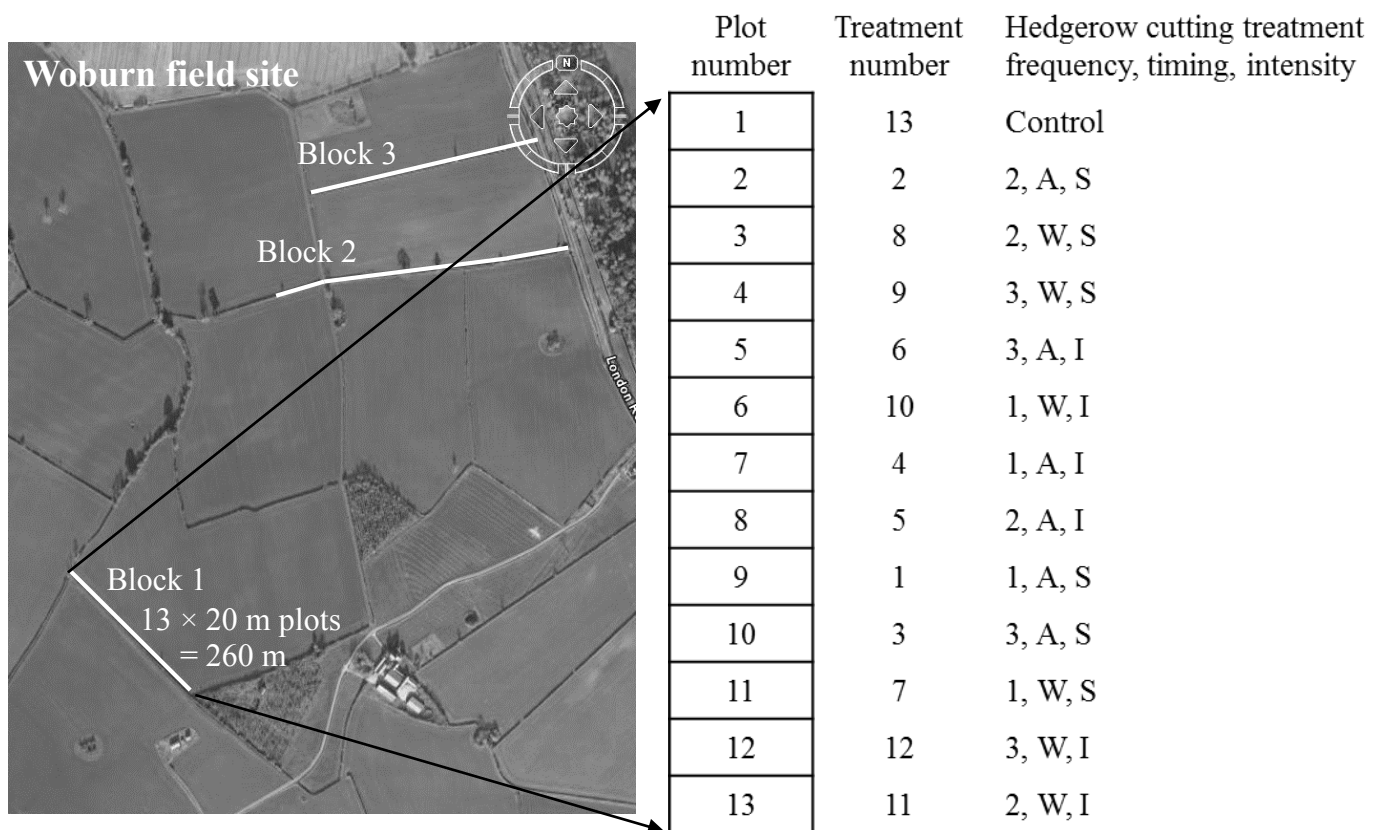 Woburn field site
N
Block 3
Block 2
London R
Block 1
13 × 20 m plots
= 260 m
Plot number Treatment number Hedgerow cutting treatment frequency, timing, intensity
1 13 Control
2 2 2, A, S
3 8 2, W, S
4 9 3, W, S
5 6 3, A, I
6 10 1, W, I
7 4 1, A, I
8 5 2, A, I
9 1 1, A, S
10 3 3, A, S
11 7 1, W, S
12 12 3, W, I
13 11 2, W, I